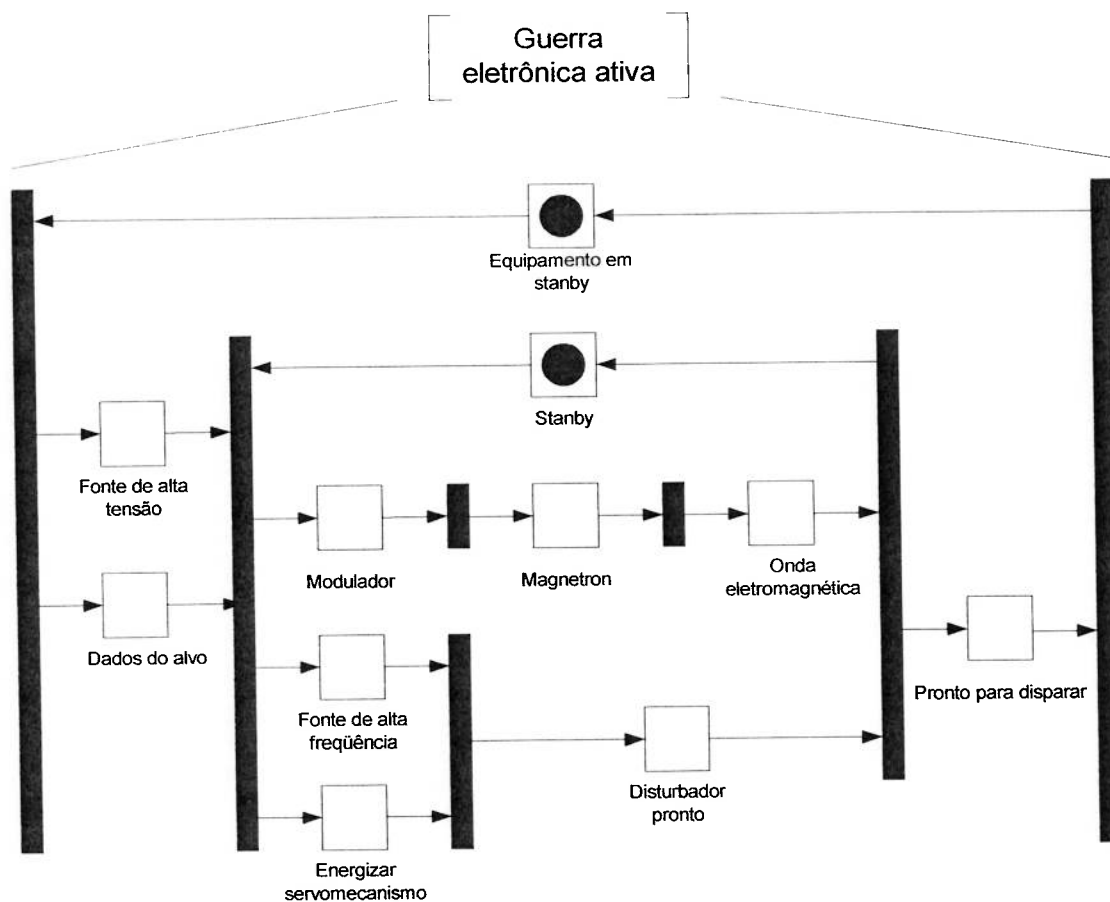 Guerra
eletrônica ativa
Equipamento em
stanby
Stanby
Fonte de alta
tensão
Modulador
Magnetron
Onda
eletromagnética
Dados do alvo
Pronto para disparar
Fonte de alta
freqüência
Disturbador
pronto
Energizar
servomecanismo